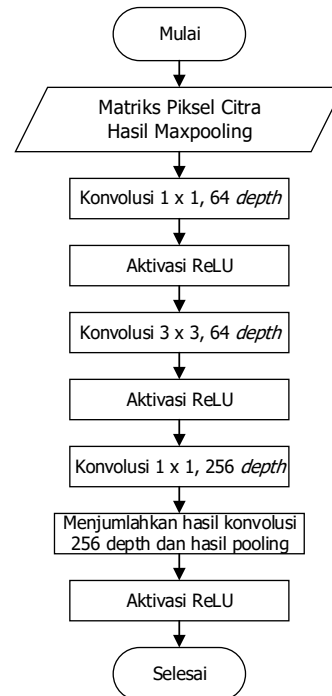 Mulai
Matriks Piksel Citra
Hasil Maxpooling
Konvolusi 1 x 1, 64 depth
Aktivasi ReLU
Konvolusi 3 x 3, 64 depth
Aktivasi ReLU
Konvolusi 1 x 1, 256 depth
Menjumlahkan hasil konvolusi
256 depth dan hasil pooling
Aktivasi ReLU
Selesai